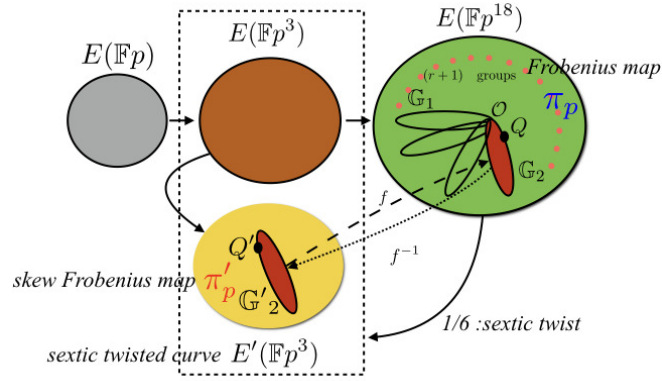 E(𝔽p)
E(𝔽p³)
E(𝔽p¹⁸)
(r + 1) groups
Frobenius map
π_p
𝔾₁
𝒪
Q
𝔾₂
f
f⁻¹
Q′
skew Frobenius map π′_p
𝔾′₂
1/6 :sextic twist
sextic twisted curve E′(𝔽p³)